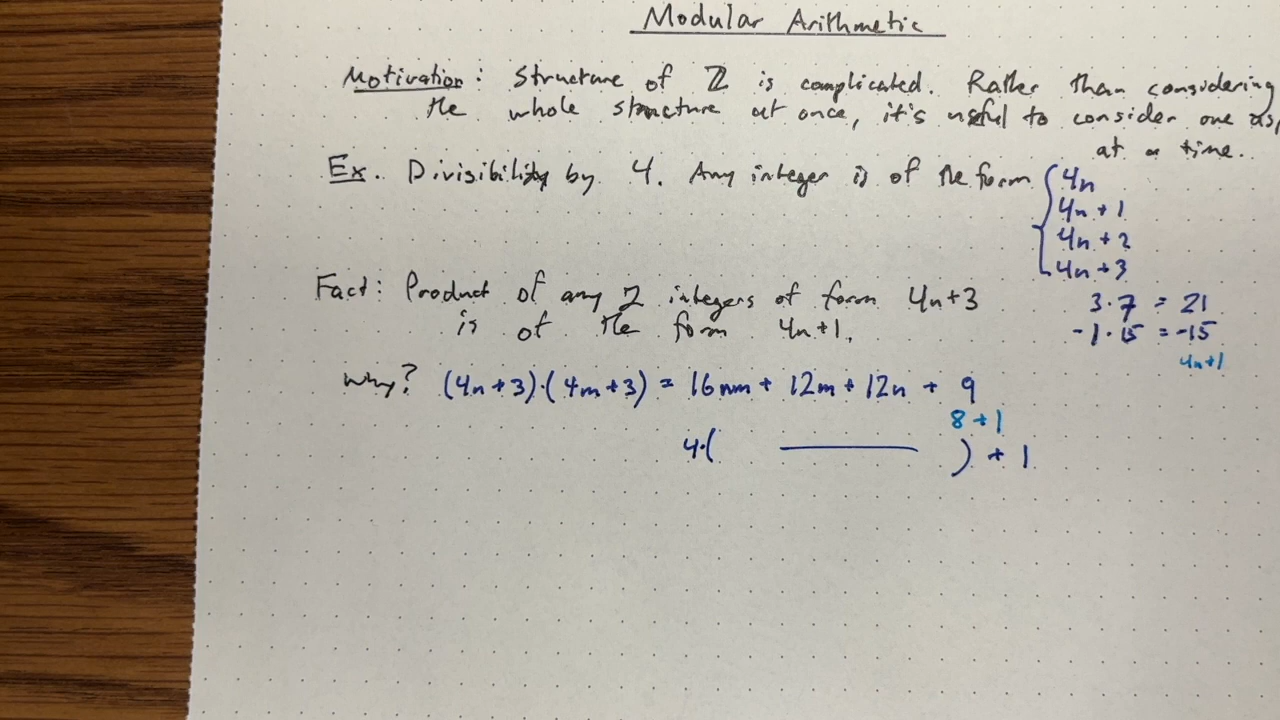 Modular Arithmetic
Motivation: Structure of ℤ is complicated. Rather than considering
the whole structure at once, it's useful to consider one
at a time.
Ex. Divisibility by 4. Any integer is of the form { 4n
4n + 1
4n + 2
4n + 3
Fact: Product of any 2 integers of form 4n+3
is of the form 4n+1.
3·7 = 21
-1·15 = -15
4n+1
Why? (4n+3)·(4m+3) = 16nm + 12m + 12n + 9
8 + 1
4·( ——— ) + 1